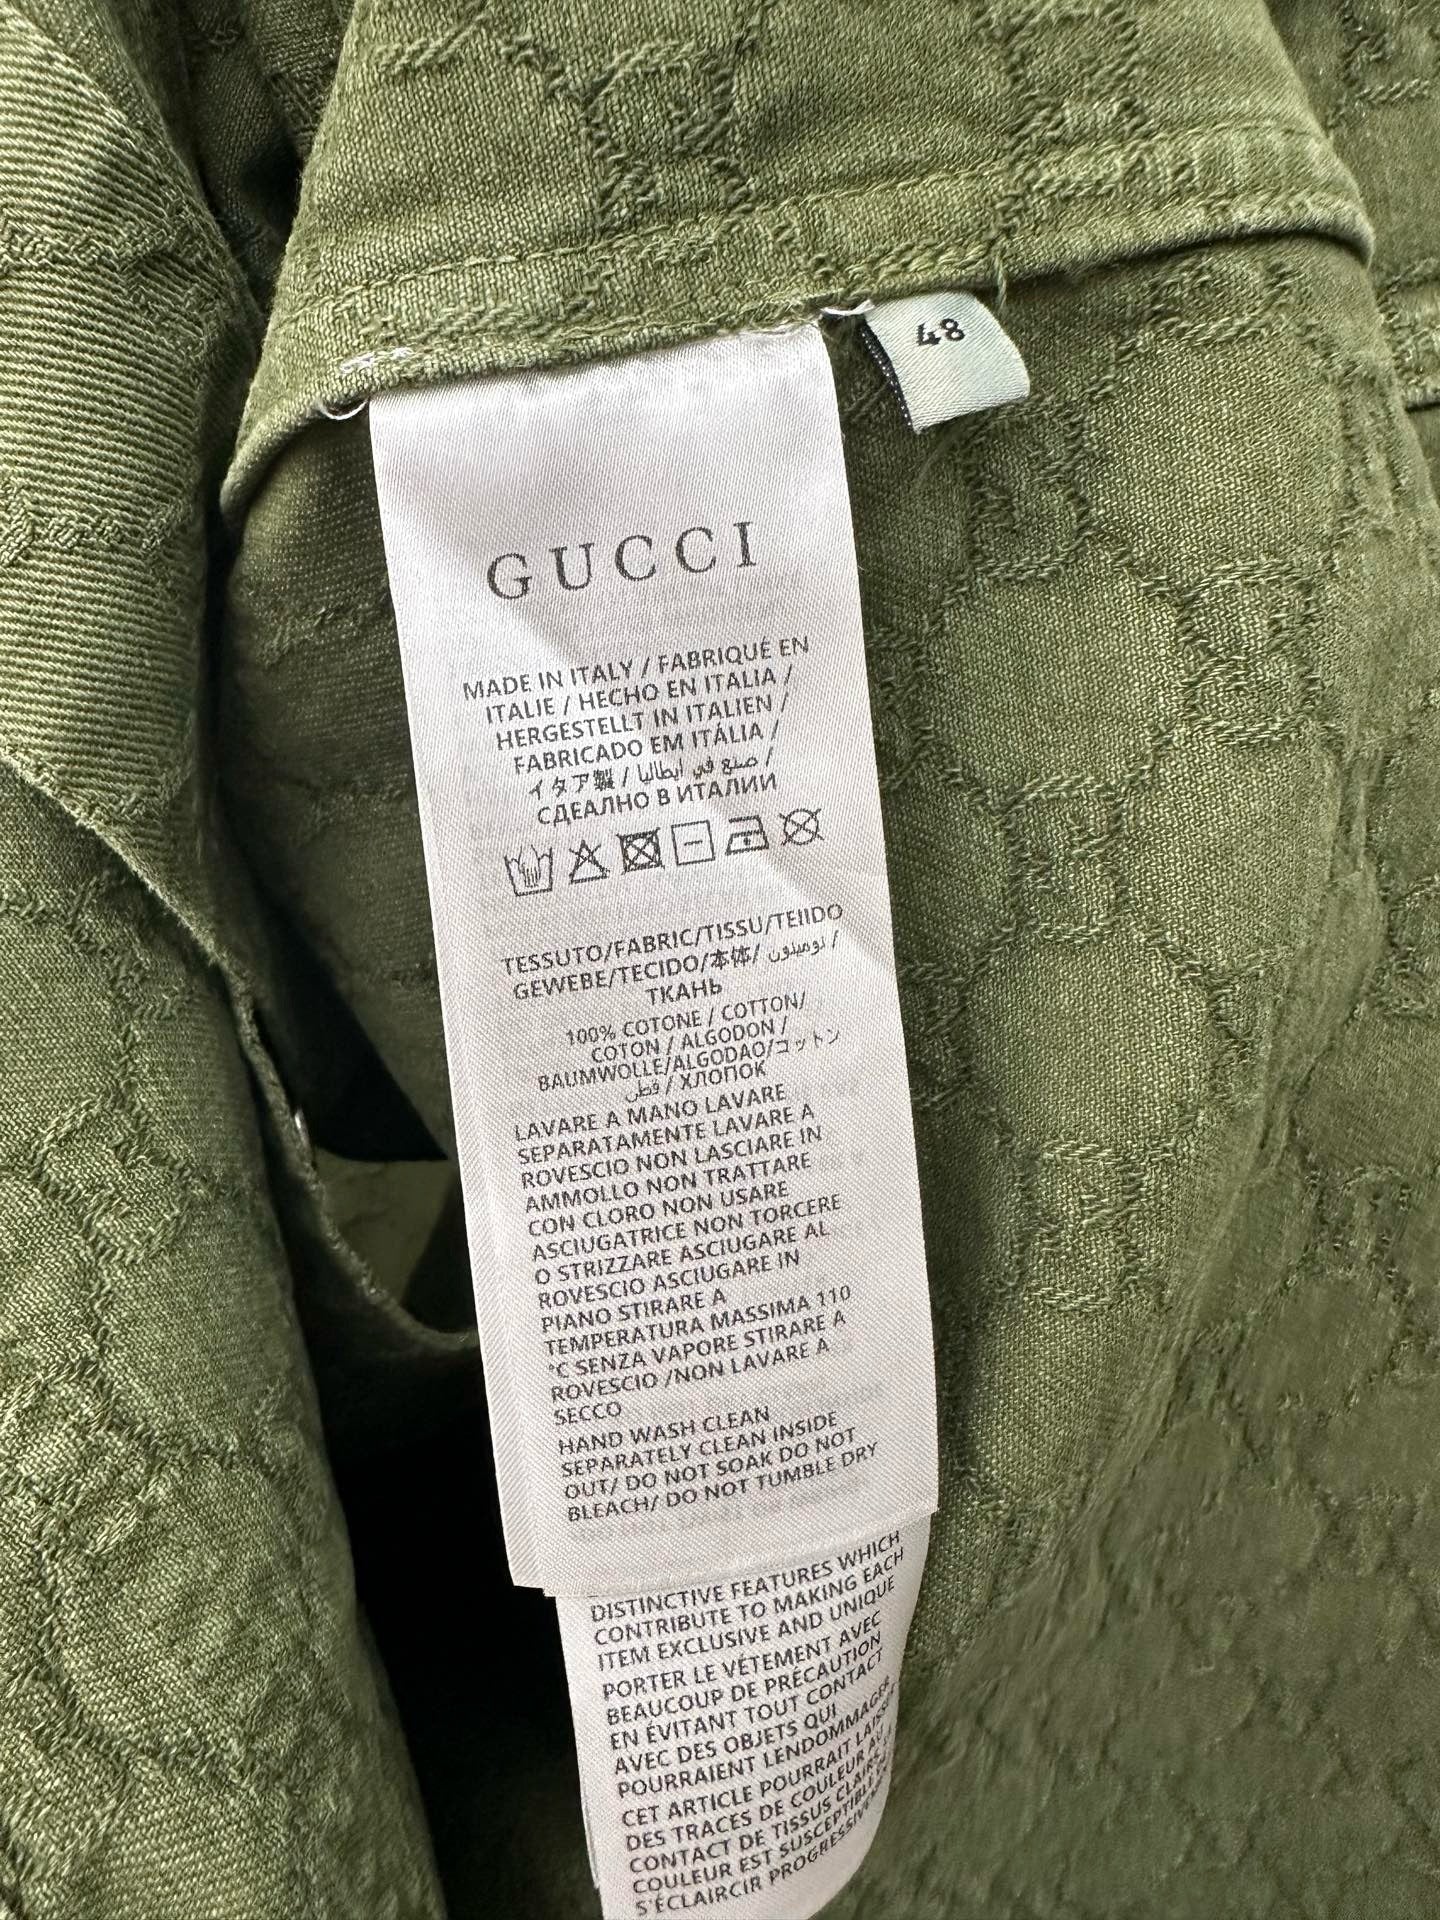 48
GUCCI
MADE IN ITALY / FABRIQUÉ EN
ITALIE / HECHO EN ITALIA /
HERGESTELLT IN ITALIEN /
FABRICADO EM ITÁLIA /
イタア製 / صنع في ايطاليا /
СДЕАЛНО В ИТАЛИИ
TESSUTO/FABRIC/TISSU/TEIIDO
GEWEBE/TECIDO/本体/ /
ТКАНЬ
100% COTONE / COTTON/
COTON / ALGODON /
BAUMWOLLE/ALGODAO/コットン
قطن / ХЛОПОК
LAVARE A MANO LAVARE
SEPARATAMENTE LAVARE A
ROVESCIO NON LASCIARE IN
AMMOLLO NON TRATTARE
CON CLORO NON USARE
ASCIUGATRICE NON TORCERE
O STRIZZARE ASCIUGARE AL
ROVESCIO ASCIUGARE IN
PIANO STIRARE A
TEMPERATURA MASSIMA 110
°C SENZA VAPORE STIRARE A
ROVESCIO /NON LAVARE A
SECCO
HAND WASH CLEAN
SEPARATELY CLEAN INSIDE
OUT/ DO NOT SOAK DO NOT
BLEACH/ DO NOT TUMBLE DRY
DISTINCTIVE FEATURES WHICH
CONTRIBUTE TO MAKING EACH
ITEM EXCLUSIVE AND UNIQUE
PORTER LE VÉTEMENT AVEC
BEAUCOUP DE PRÉCAUTION
EN ÉVITANT TOUT CONTACT
AVEC DES OBJETS QUI
POURRAIENT LENDOMMAGER
CET ARTICLE POURRAIT LAISSER
DES TRACES DE COULEUR AU
CONTACT DE TISSUS CLAIRS
COULEUR EST SUSCEPTIBLE
S'ÉCLAIRCIR PROGRESSIVEMENT